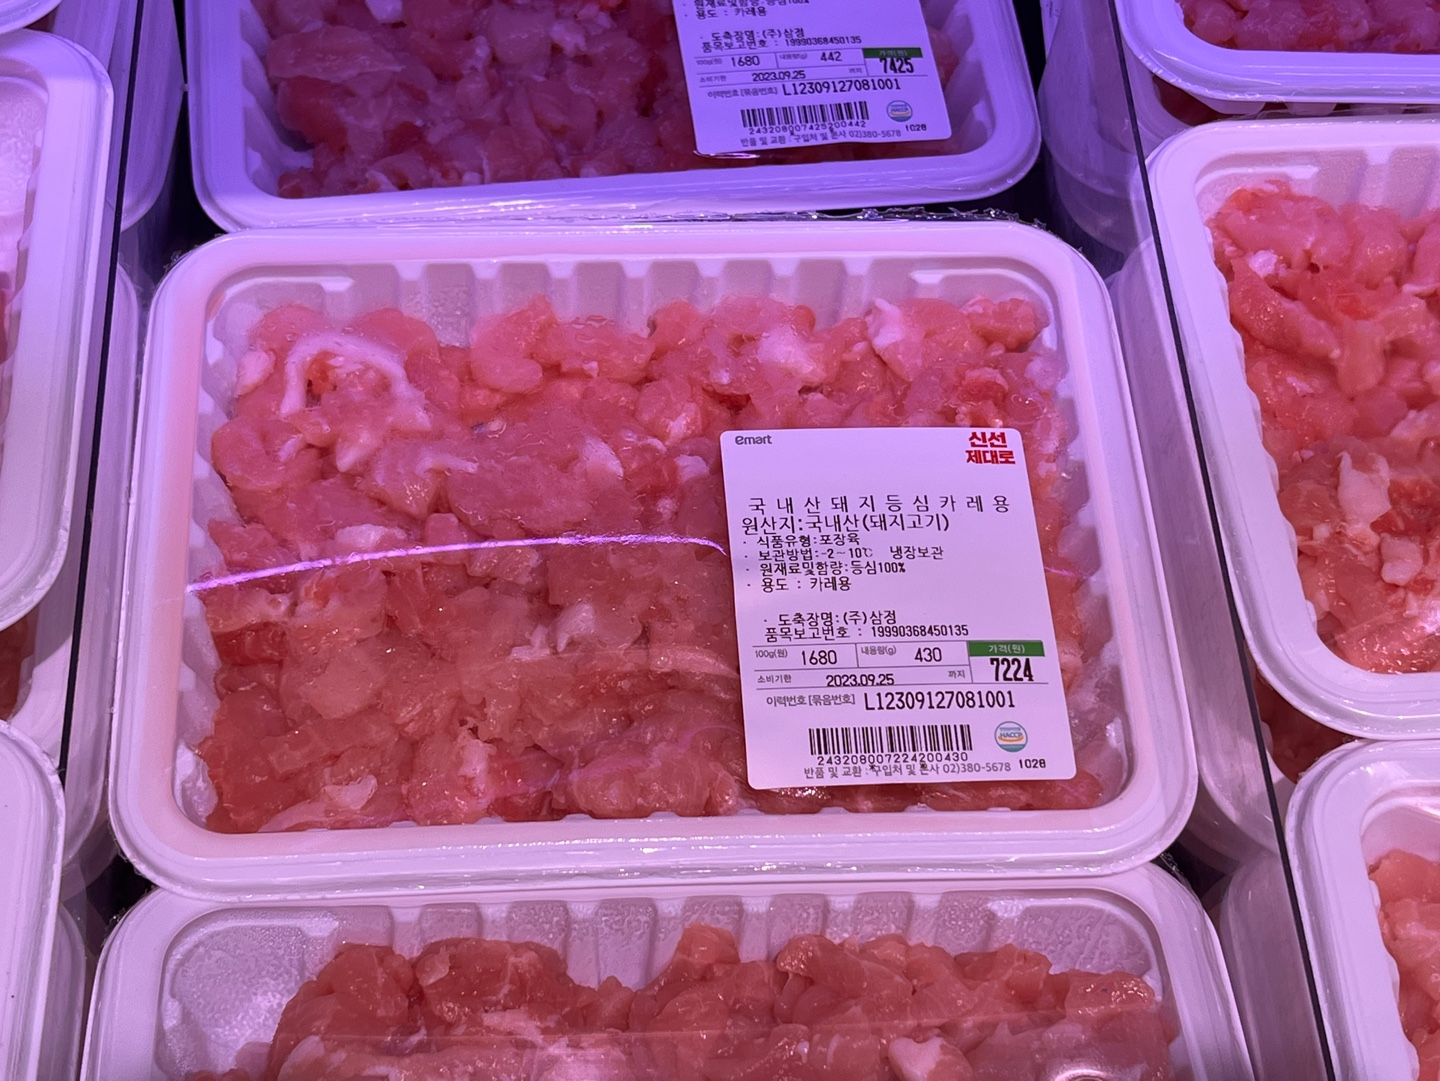 원재료및함량:등심100%
· 용도 : 카레용
· 도축장명:(주)삼정
품목보고번호 : 19990368450135
100g(원) 1680 내용량(g) 442 가격(원) 7425
소비기한 2023.09.25 까지
이력번호[묶음번호] L12309127081001
243208007425200442
반품 및 교환 : 구입처 및 본사 02)380-5678 1028
emart
신선
제대로
국내산돼지등심카레용
원산지:국내산(돼지고기)
· 식품유형:포장육
· 보관방법:-2~10℃ 냉장보관
· 원재료및함량:등심100%
· 용도 : 카레용
· 도축장명:(주)삼정
품목보고번호 : 19990368450135
100g(원) 1680 내용량(g) 430 가격(원) 7224
소비기한 2023.09.25 까지
이력번호[묶음번호] L12309127081001
HACCP
243208007224200430
반품 및 교환 : 구입처 및 본사 02)380-5678 1028